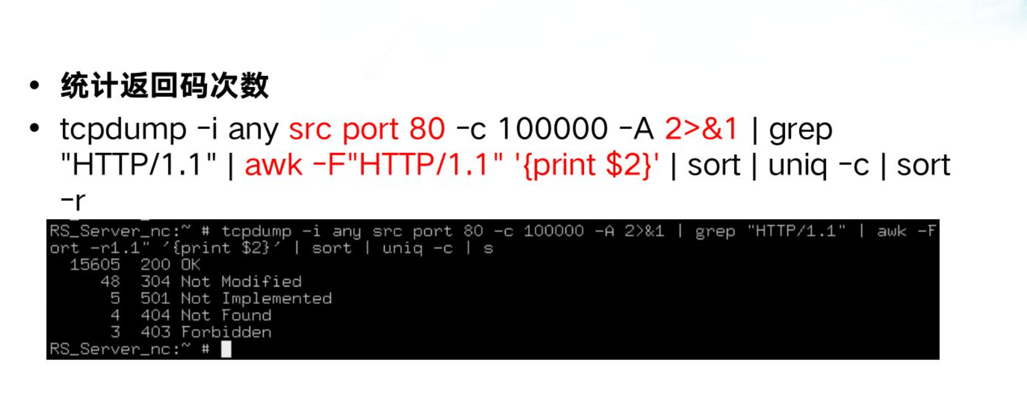 • 统计返回码次数
• tcpdump -i any src port 80 -c 100000 -A 2>&1 | grep
"HTTP/1.1" | awk -F"HTTP/1.1" '{print $2}' | sort | uniq -c | sort
-r
RS_Server_nc:~ # tcpdump -i any src port 80 -c 100000 -A 2>&1 | grep "HTTP/1.1" | awk -F
ort -r1.1" '{print $2}' | sort | uniq -c | s
15605 200 OK
48 304 Not Modified
5 501 Not Implemented
4 404 Not Found
3 403 Forbidden
RS_Server_nc:~ #